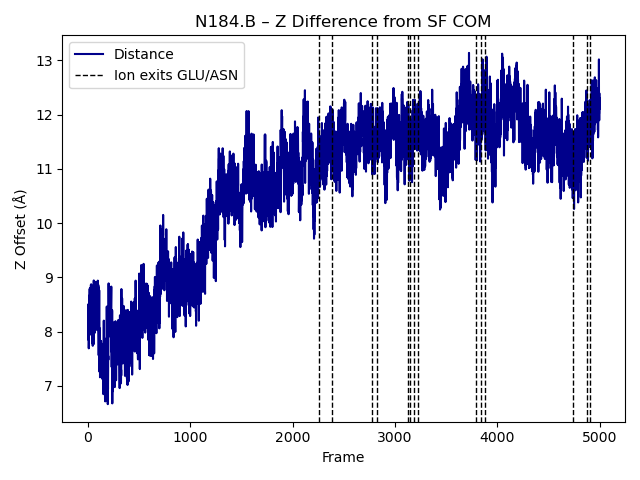 N184.B – Z Difference from SF COM
Distance
Ion exits GLU/ASN
13
12
11
10
9
8
7
Z Offset (Å)
0 1000 2000 3000 4000 5000
Frame